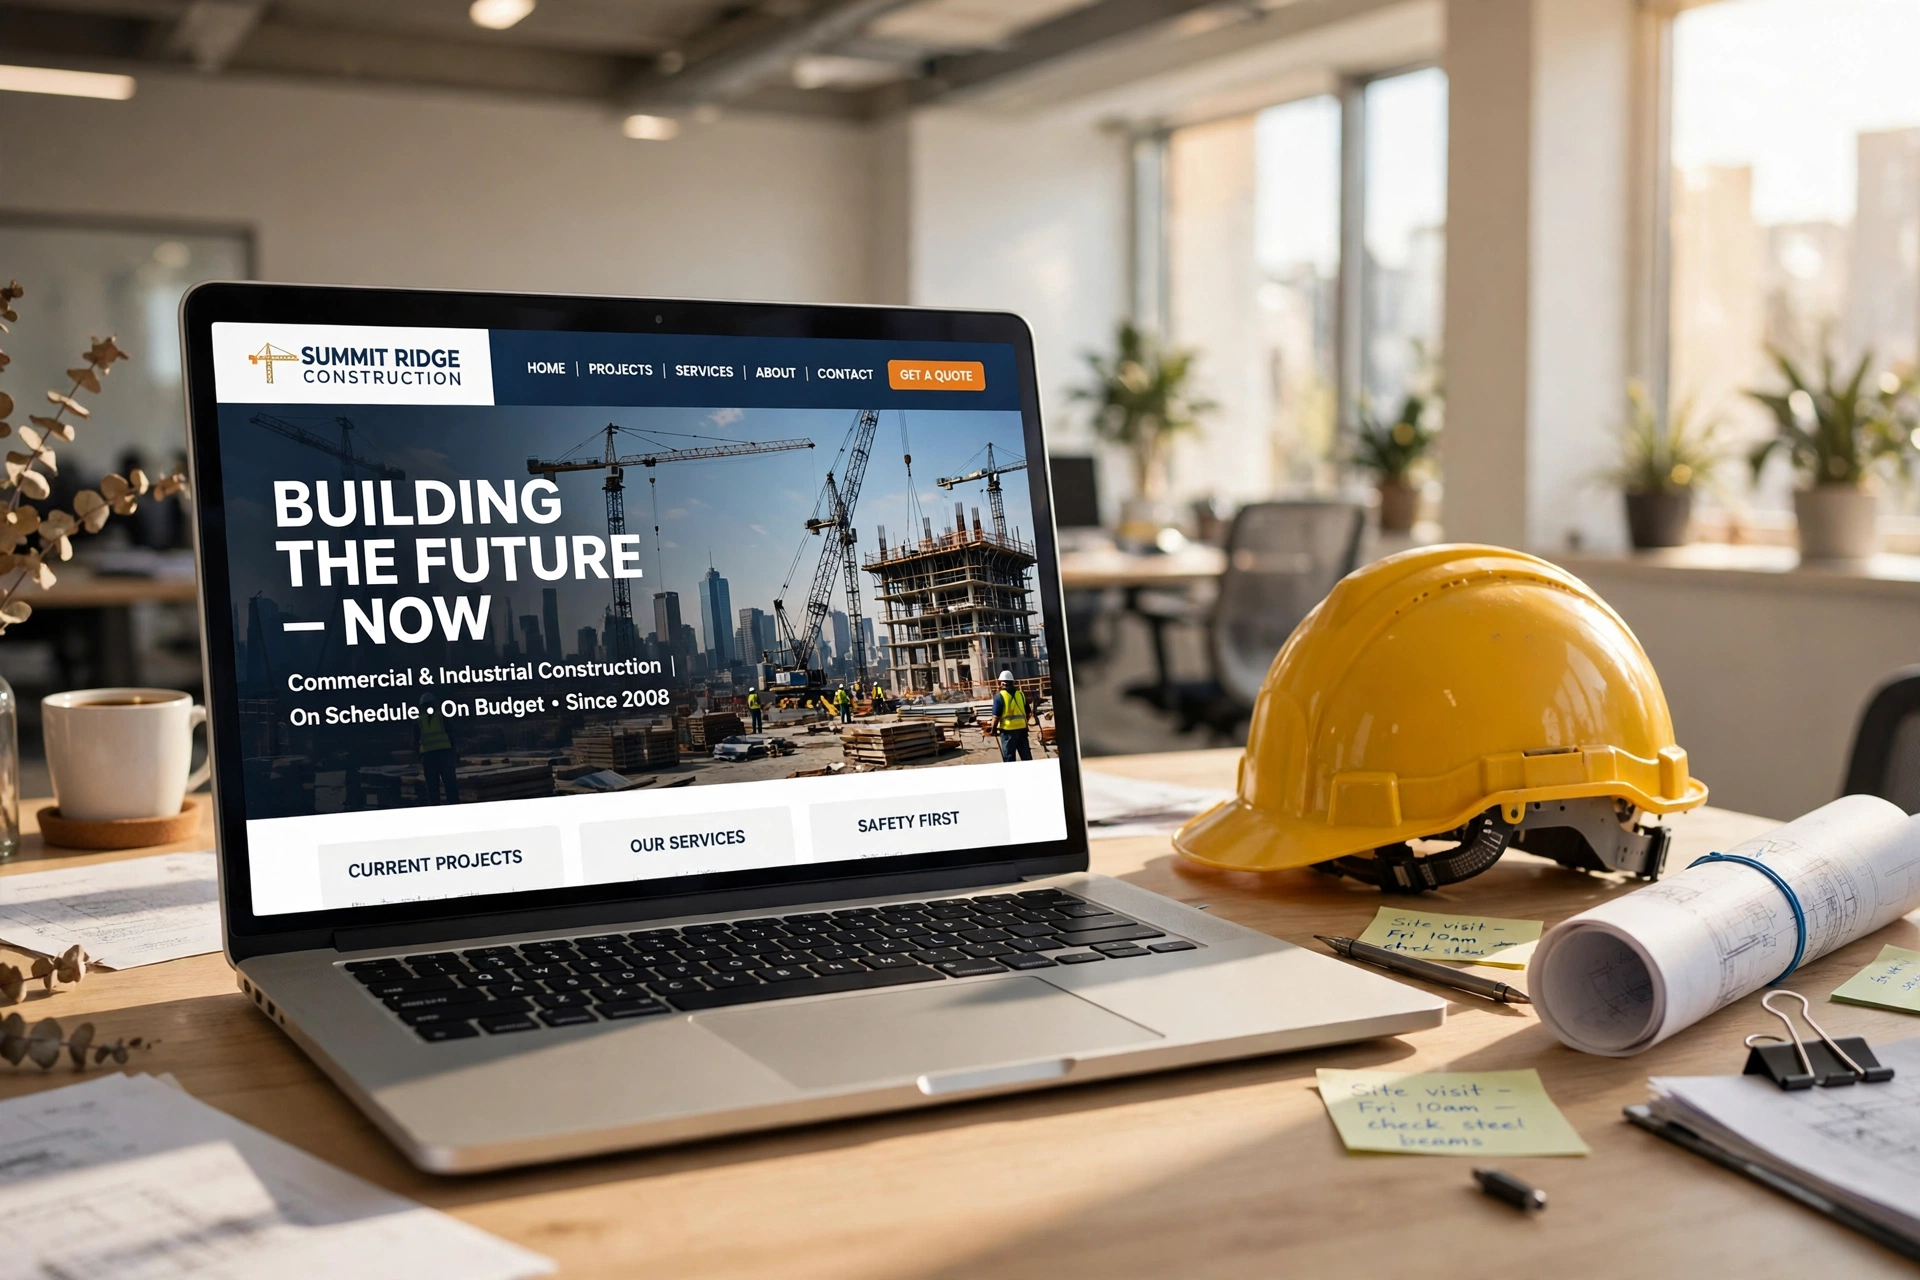 SUMMIT RIDGE
CONSTRUCTION
HOME | PROJECTS | SERVICES | ABOUT | CONTACT
GET A QUOTE
BUILDING
THE FUTURE
— NOW
Commercial & Industrial Construction |
On Schedule • On Budget • Since 2008
CURRENT PROJECTS
OUR SERVICES
SAFETY FIRST
Site visit –
Fri 10am
check steel
Site visit –
Fri 10am —
check steel
beams